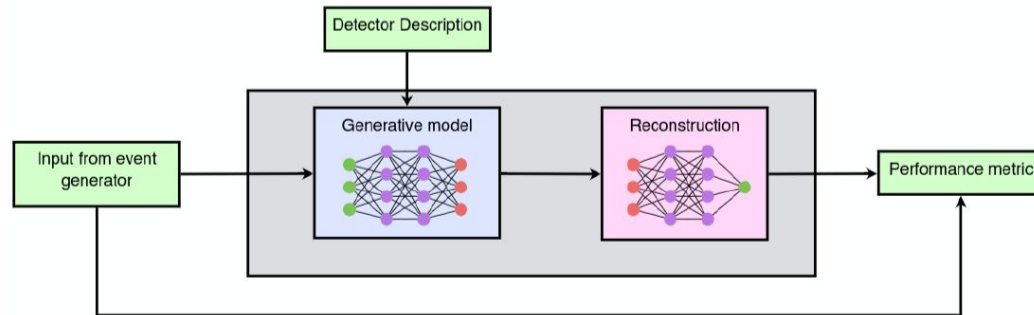 Detector Description
Generative model
Reconstruction
Input from event
generator
Performance metric